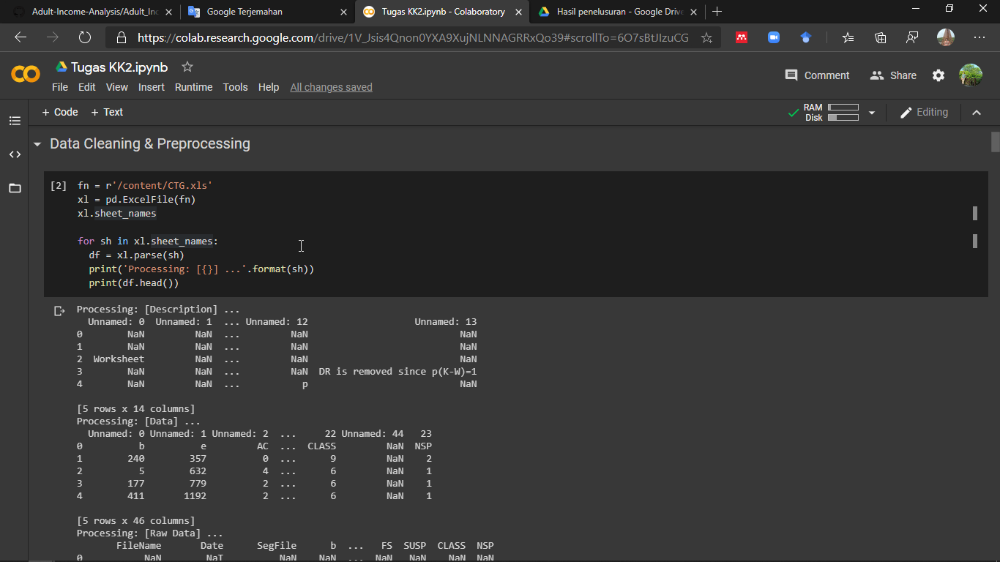 Adult-Income-Analysis/Adult_In
Google Terjemahan
Tugas KK2.ipynb - Colaboratory
Hasil penelusuran - Google Drive
https://colab.research.google.com/drive/1V_Jsis4Qnon0YXA9XujNLNNAGRRxQo39#scrollTo=6O7sBtJIzuCG
Tugas KK2.ipynb
Comment
Share
File Edit View Insert Runtime Tools Help All changes saved
+ Code + Text
RAM
Disk
Editing
Data Cleaning & Preprocessing
[2] fn = r'/content/CTG.xls'
xl = pd.ExcelFile(fn)
xl.sheet_names
for sh in xl.sheet_names:
df = xl.parse(sh)
print('Processing: [{}] ...'.format(sh))
print(df.head())
Processing: [Description] ...
Unnamed: 0 Unnamed: 1 ... Unnamed: 12 Unnamed: 13
0 NaN NaN ... NaN NaN
1 NaN NaN ... NaN NaN
2 Worksheet NaN ... NaN NaN
3 NaN NaN ... NaN DR is removed since p(K-W)=1
4 NaN NaN ... p NaN
[5 rows x 14 columns]
Processing: [Data] ...
Unnamed: 0 Unnamed: 1 Unnamed: 2 ... 22 Unnamed: 44 23
0 b e AC ... CLASS NaN NSP
1 240 357 0 ... 9 NaN 2
2 5 632 4 ... 6 NaN 1
3 177 779 2 ... 6 NaN 1
4 411 1192 2 ... 6 NaN 1
[5 rows x 46 columns]
Processing: [Raw Data] ...
FileName Date SegFile b ... FS SUSP CLASS NSP
0 NaN NaT NaN NaN ... NaN NaN NaN NaN